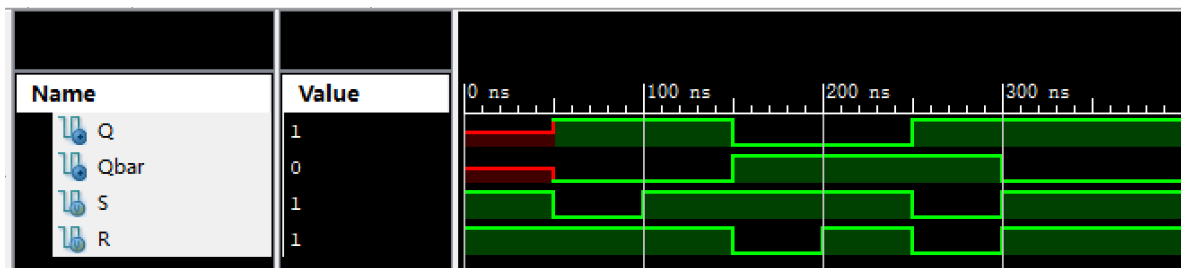 Name Value 0 ns 100 ns 200 ns 300 ns
Q 1
Qbar 0
S 1
R 1